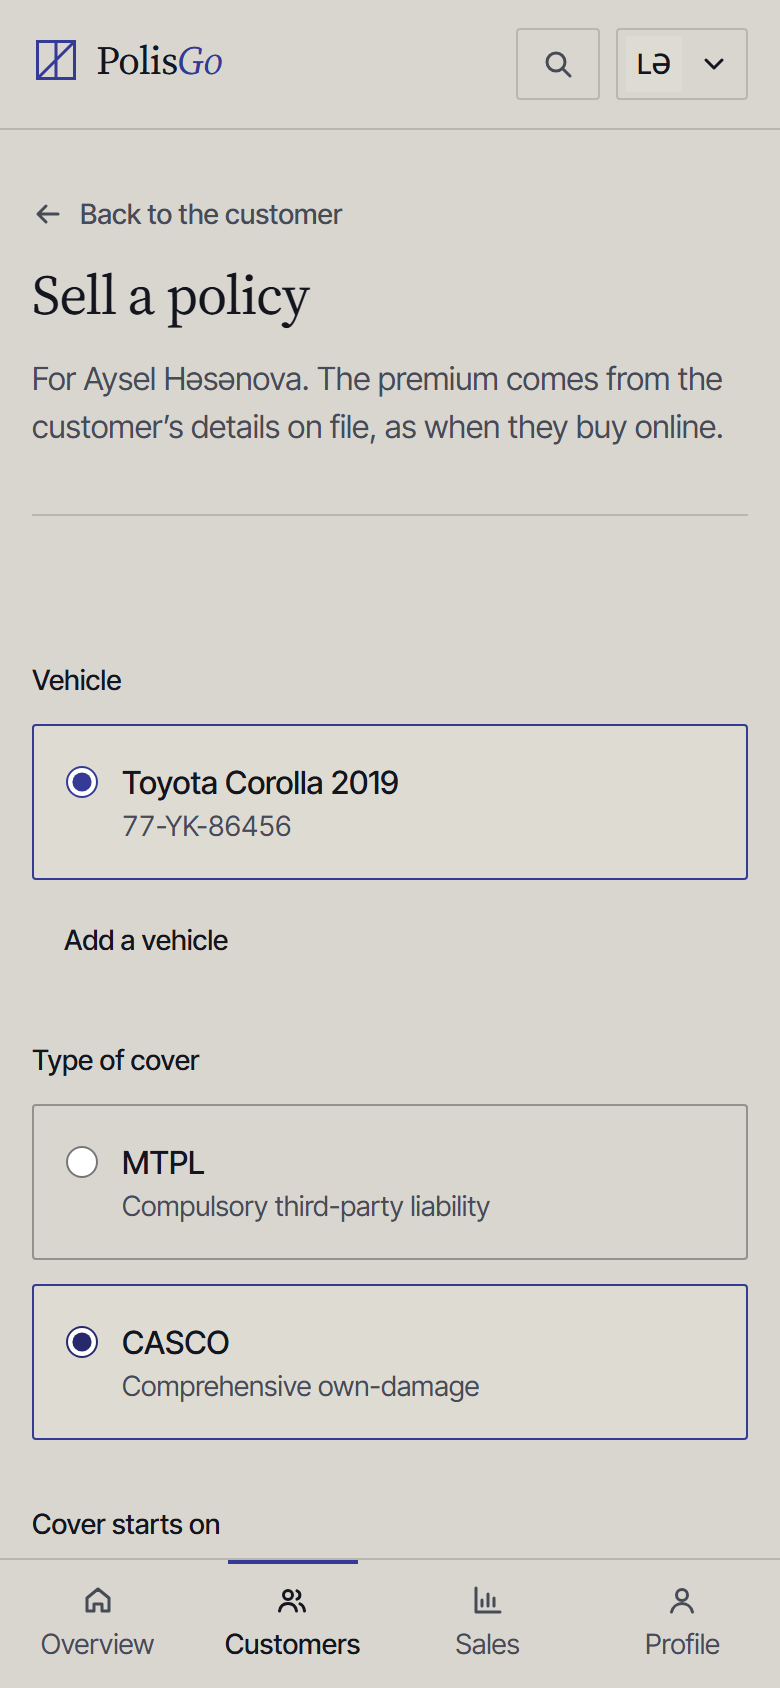 PolisGo
Lə
Back to the customer
Sell a policy
For Aysel Həsənova. The premium comes from the
customer’s details on file, as when they buy online.
Vehicle
Toyota Corolla 2019
77-YK-86456
Add a vehicle
Type of cover
MTPL
Compulsory third-party liability
CASCO
Comprehensive own-damage
Cover starts on
Overview
Customers
Sales
Profile